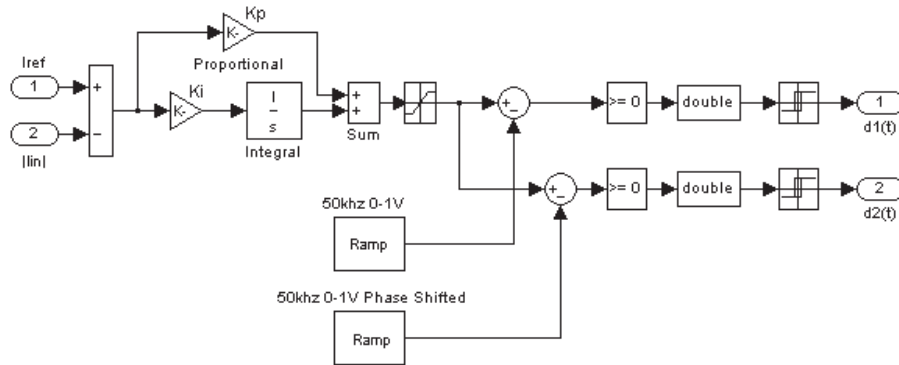 Kp
K-
Proportional
Iref
1
+
−
2
|Iin|
Ki
K-
1
s
Integral
+
+
Sum
+
−
>= 0
double
1
d1(t)
+
−
>= 0
double
2
d2(t)
50khz 0-1V
Ramp
50khz 0-1V Phase Shifted
Ramp